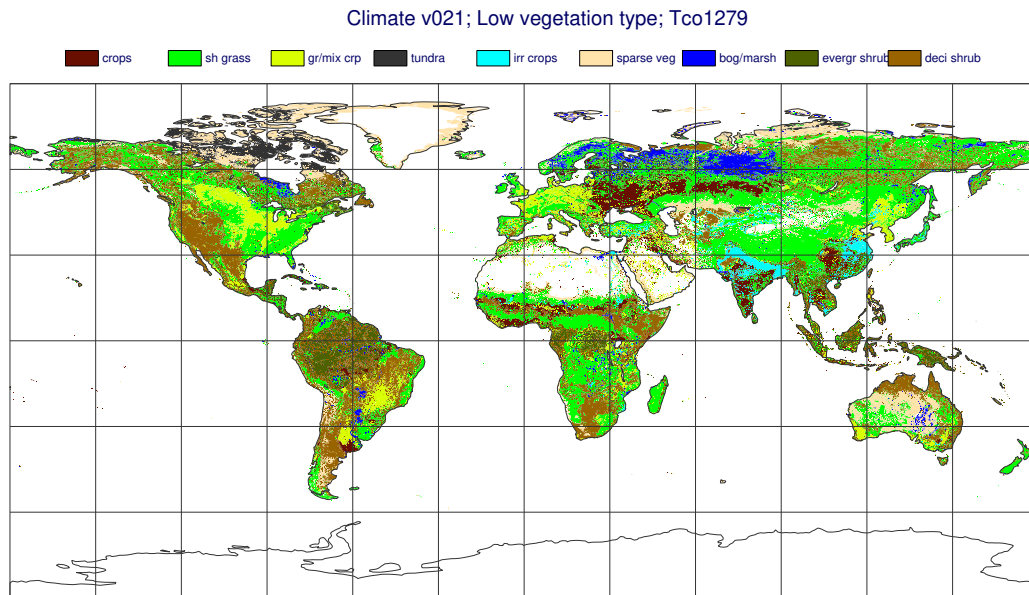 Climate v021; Low vegetation type; Tco1279
crops sh grass gr/mix crp tundra irr crops sparse veg bog/marsh evergr shrub deci shrub